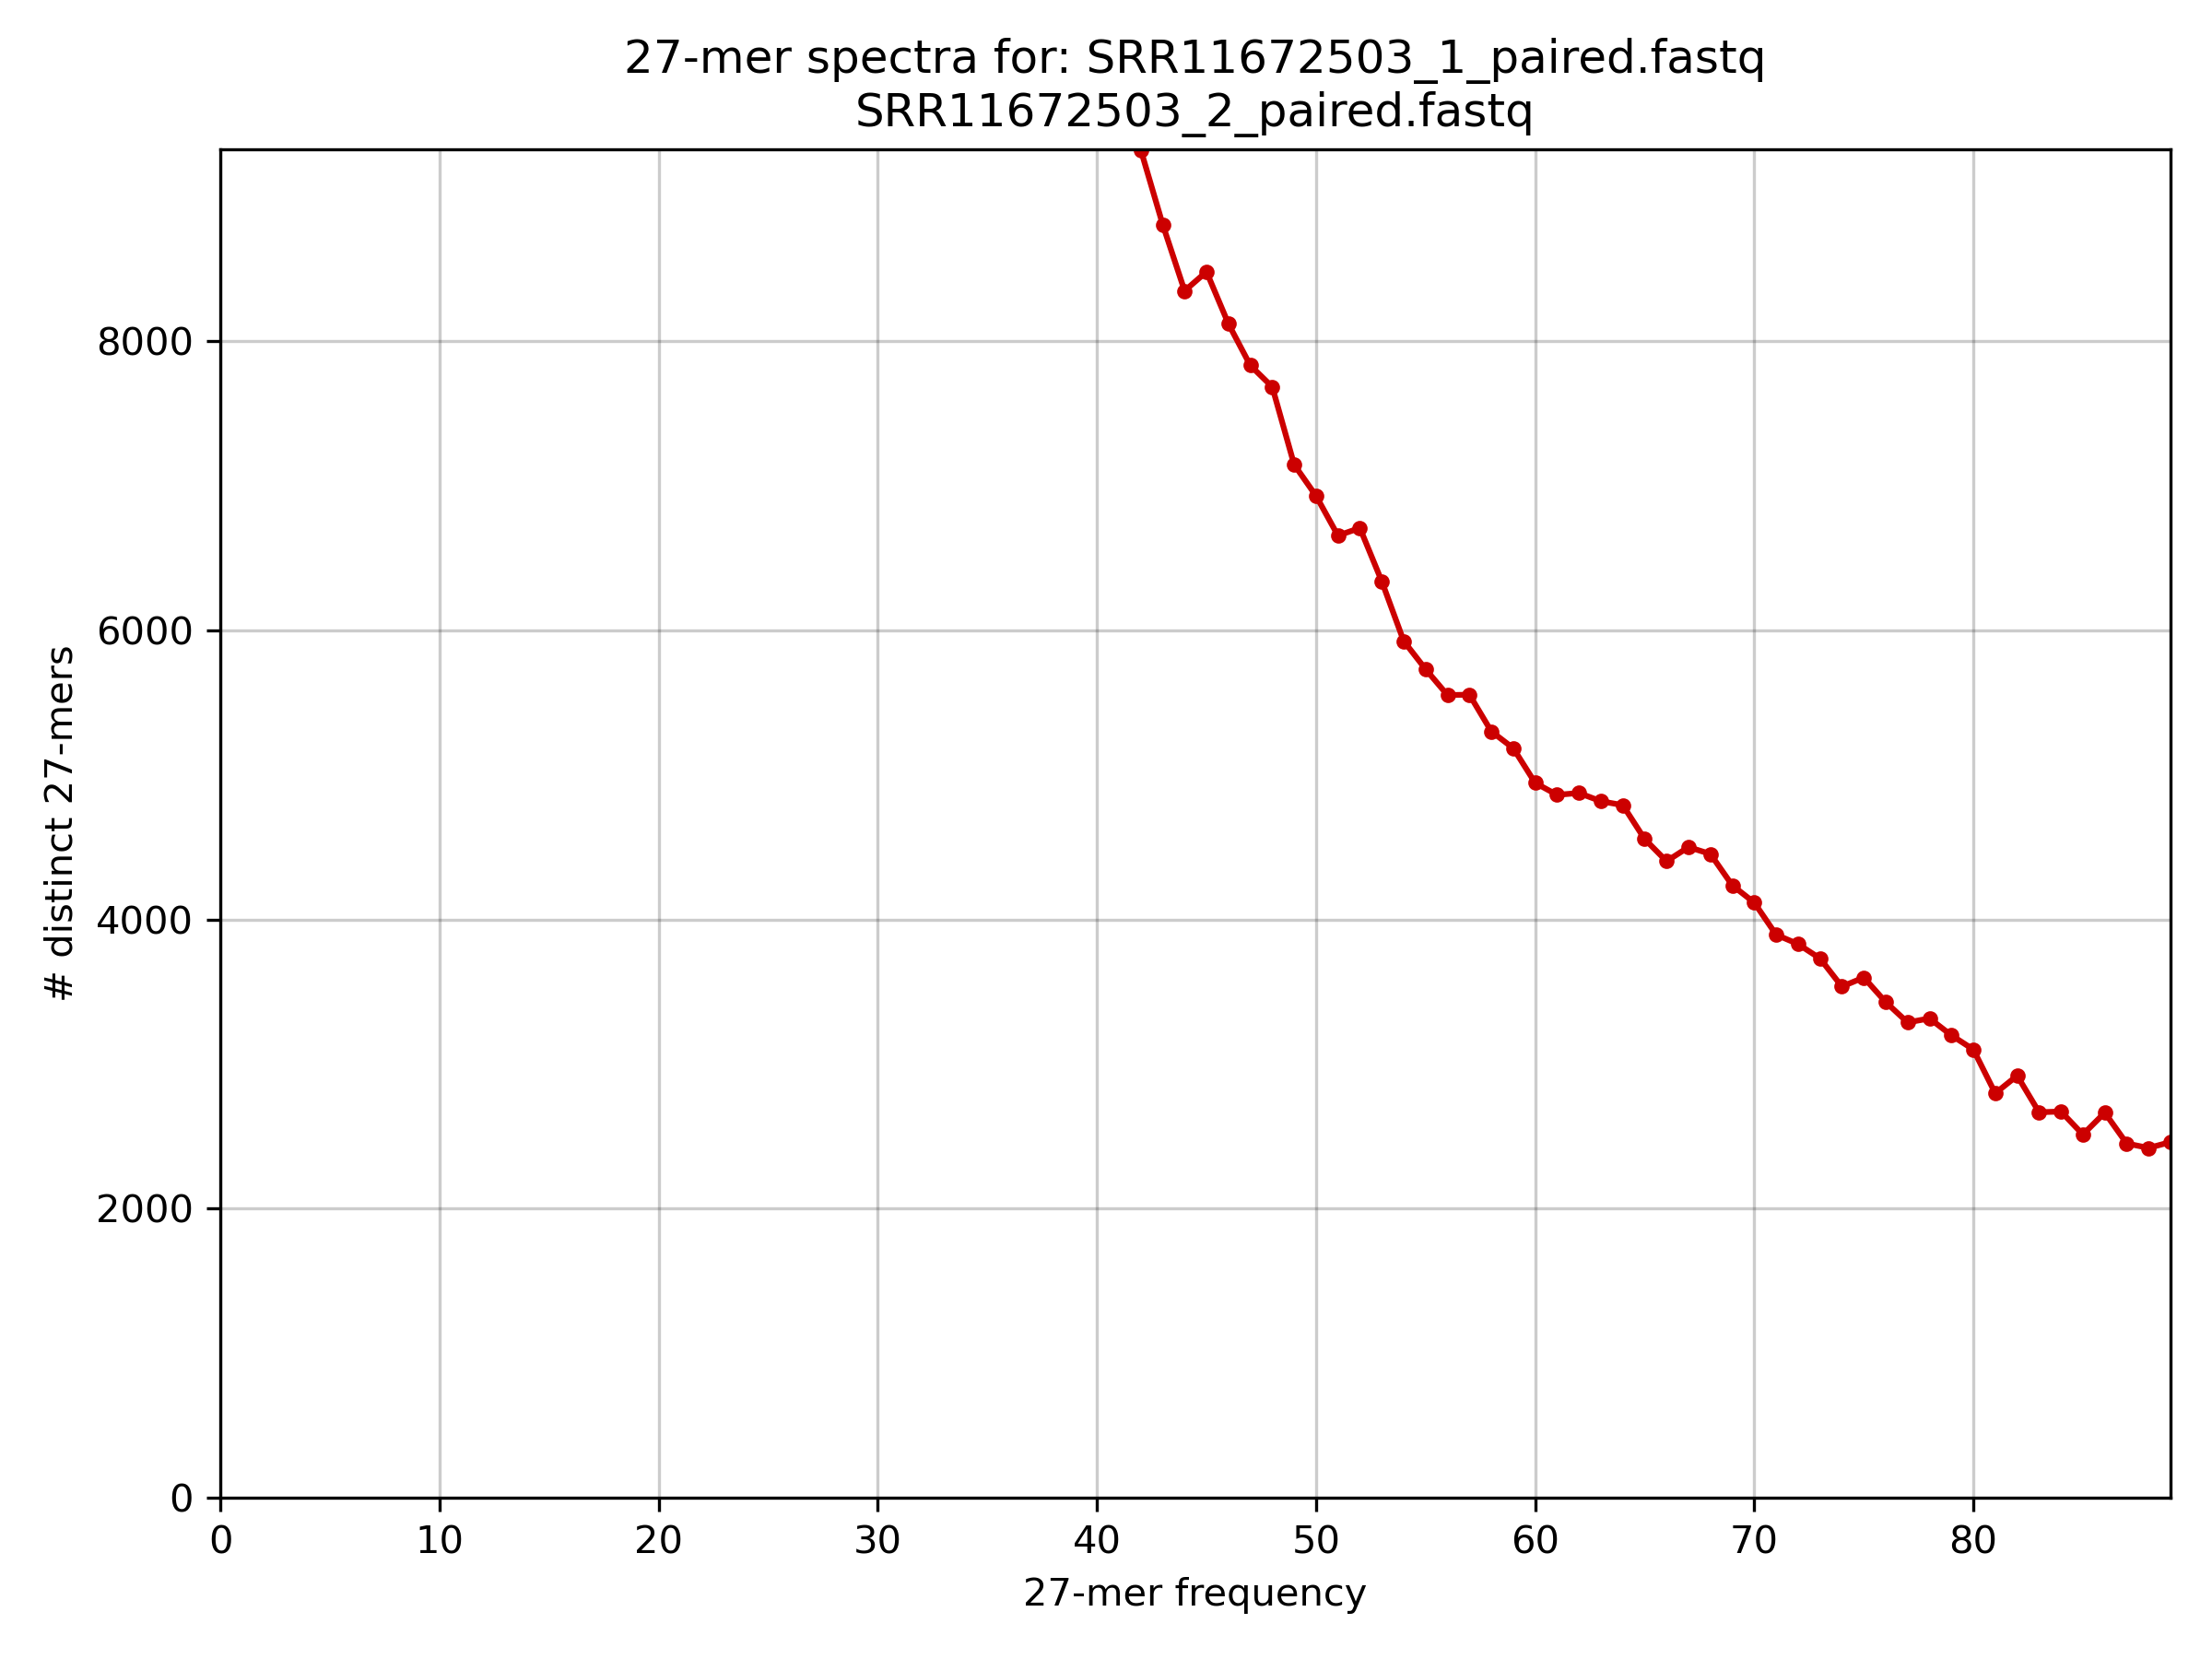 27-mer spectra for: SRR11672503_1_paired.fastq
SRR11672503_2_paired.fastq
# distinct 27-mers
8000
6000
4000
2000
0
0 10 20 30 40 50 60 70 80
27-mer frequency